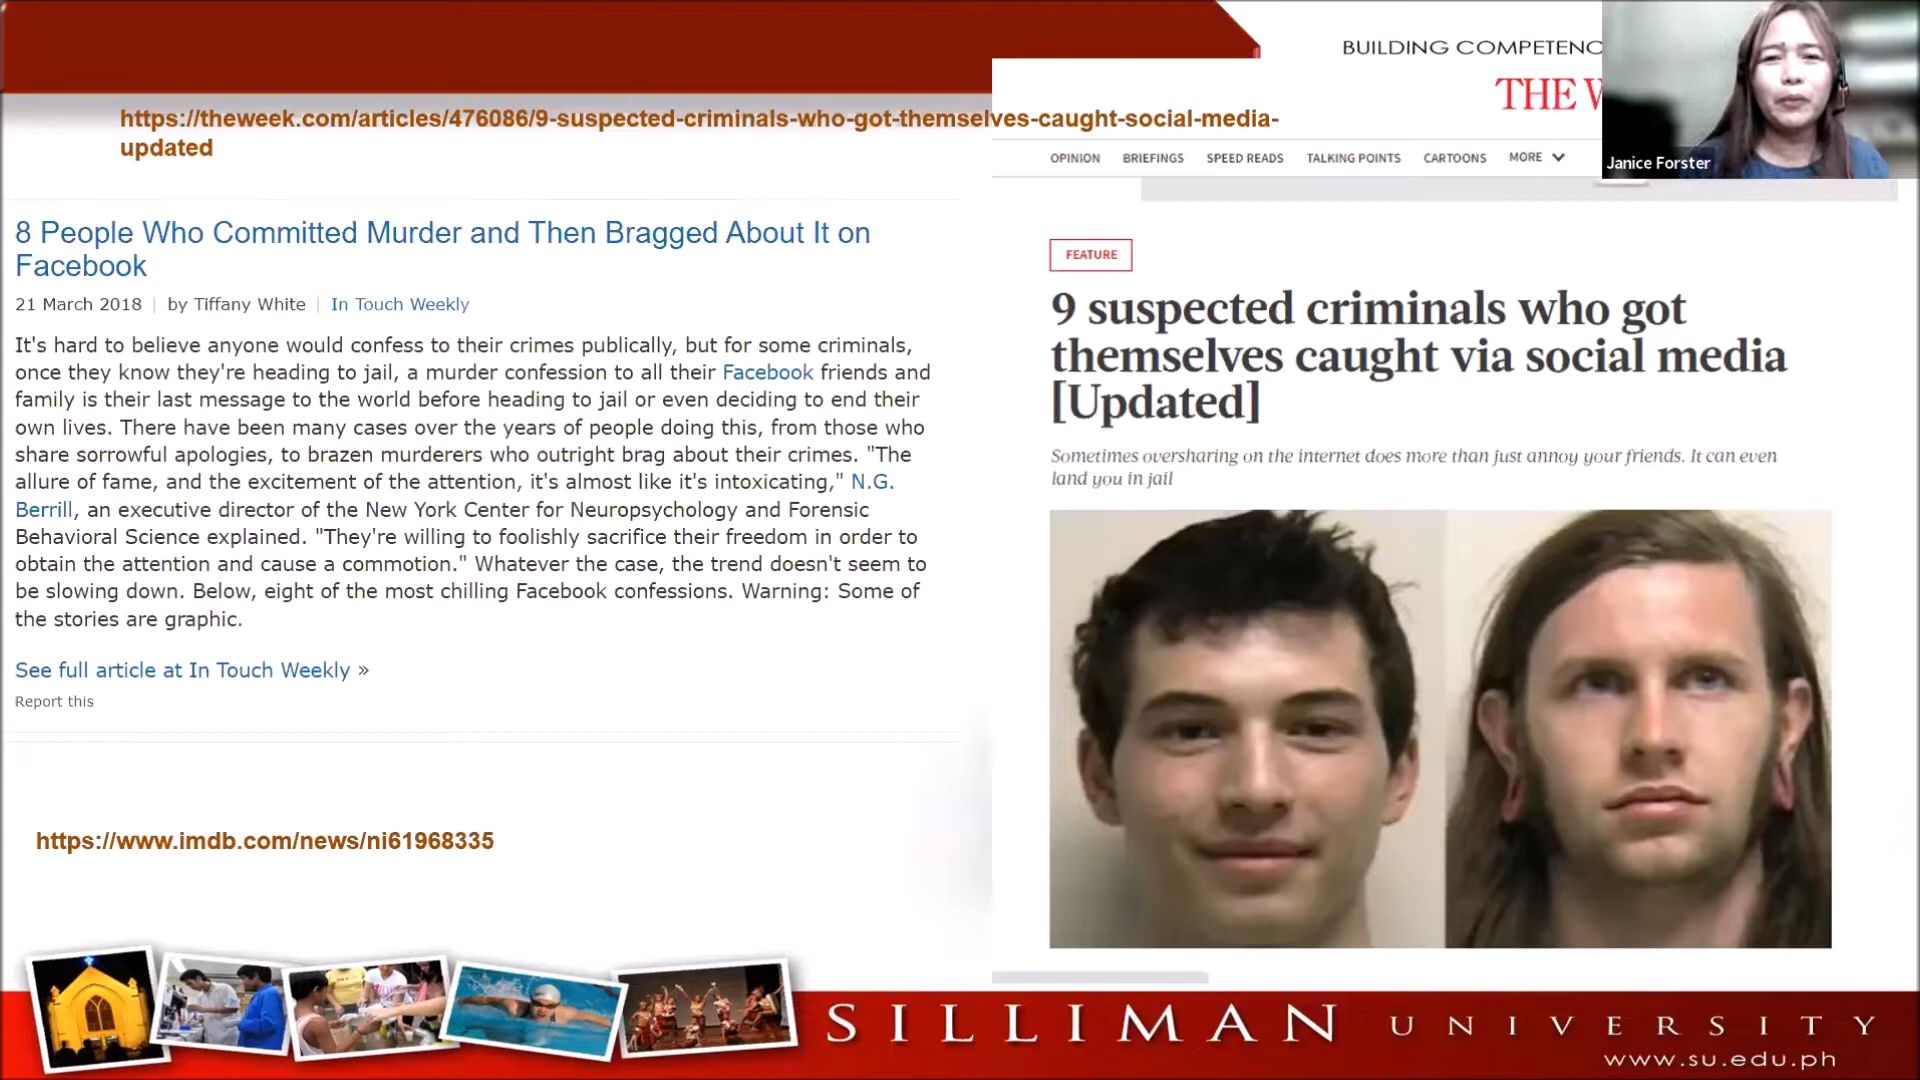 BUILDING COMPETENC
THE W
https://theweek.com/articles/476086/9-suspected-criminals-who-got-themselves-caught-social-media-
updated
Janice Forster
OPINION BRIEFINGS SPEED READS TALKING POINTS CARTOONS MORE
8 People Who Committed Murder and Then Bragged About It on
Facebook
21 March 2018 | by Tiffany White | In Touch Weekly
It's hard to believe anyone would confess to their crimes publically, but for some criminals,
once they know they're heading to jail, a murder confession to all their Facebook friends and
family is their last message to the world before heading to jail or even deciding to end their
own lives. There have been many cases over the years of people doing this, from those who
share sorrowful apologies, to brazen murderers who outright brag about their crimes. "The
allure of fame, and the excitement of the attention, it's almost like it's intoxicating," N.G.
Berrill, an executive director of the New York Center for Neuropsychology and Forensic
Behavioral Science explained. "They're willing to foolishly sacrifice their freedom in order to
obtain the attention and cause a commotion." Whatever the case, the trend doesn't seem to
be slowing down. Below, eight of the most chilling Facebook confessions. Warning: Some of
the stories are graphic.
See full article at In Touch Weekly »
Report this
https://www.imdb.com/news/ni61968335
FEATURE
9 suspected criminals who got
themselves caught via social media
[Updated]
Sometimes oversharing on the internet does more than just annoy your friends. It can even
land you in jail
SILLIMAN UNIVERSITY
www.su.edu.ph